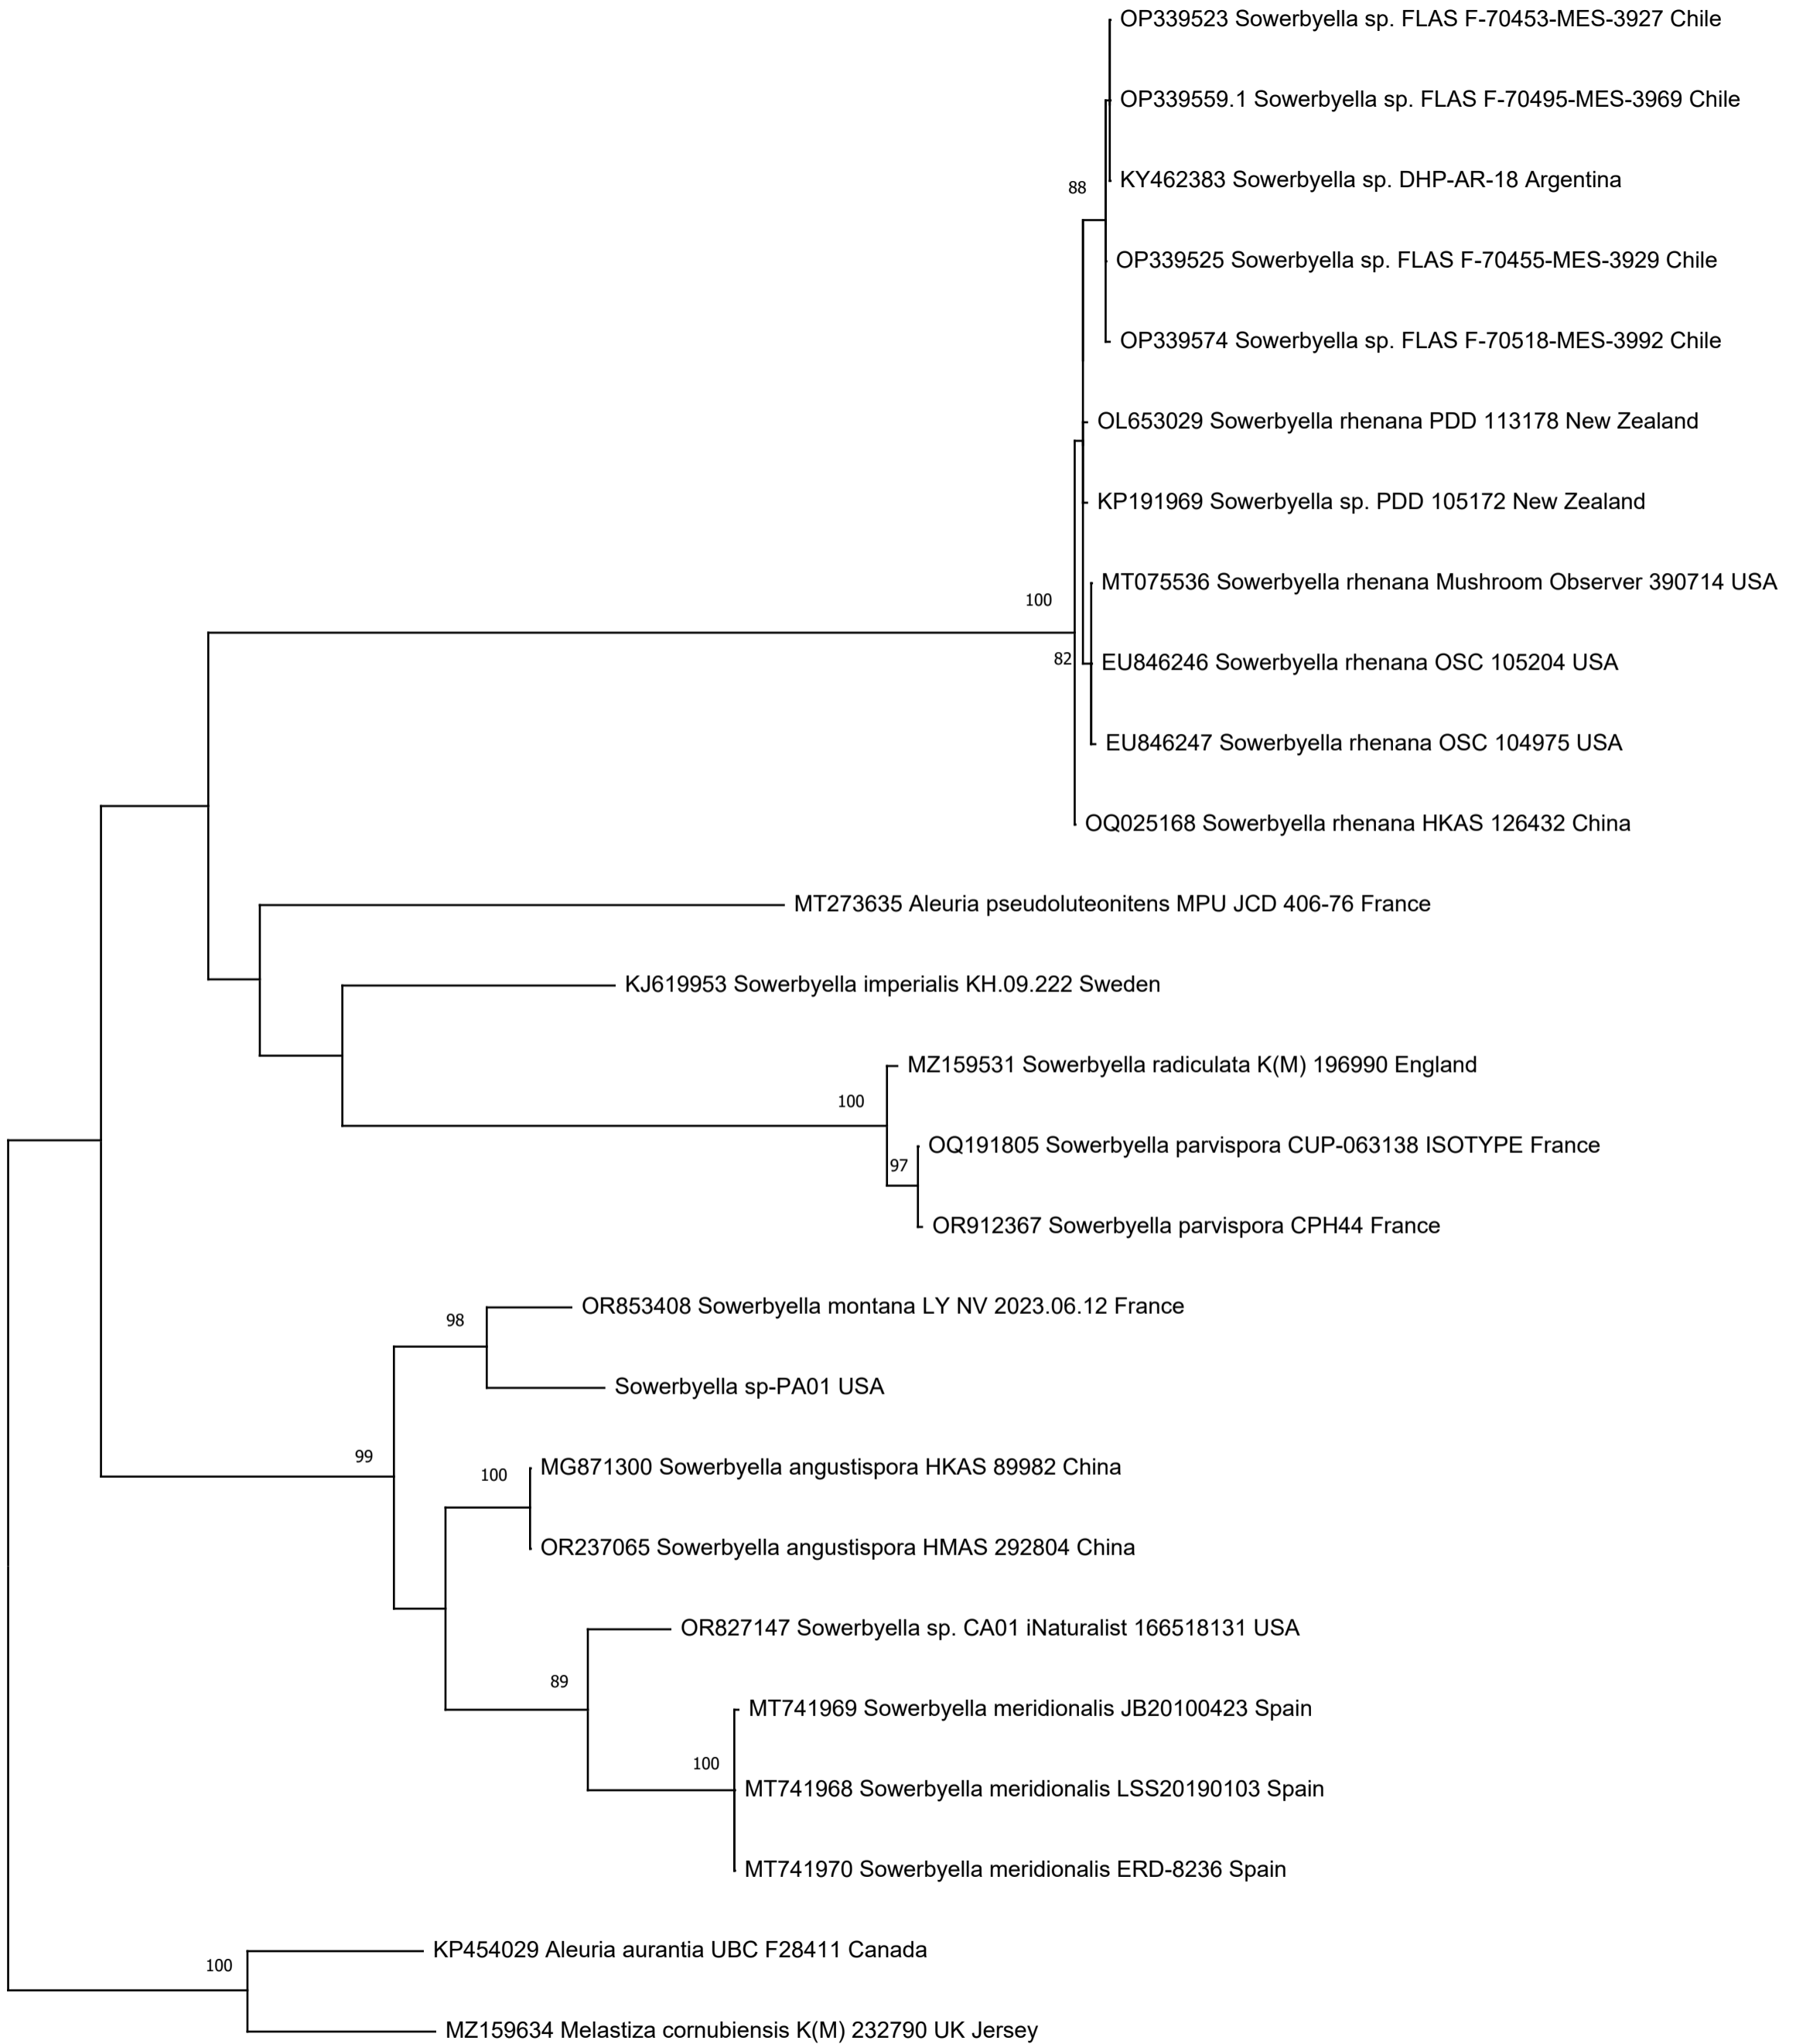 OP339523 Sowerbyella sp. FLAS F-70453-MES-3927 Chile
OP339559.1 Sowerbyella sp. FLAS F-70495-MES-3969 Chile
KY462383 Sowerbyella sp. DHP-AR-18 Argentina
88
OP339525 Sowerbyella sp. FLAS F-70455-MES-3929 Chile
OP339574 Sowerbyella sp. FLAS F-70518-MES-3992 Chile
OL653029 Sowerbyella rhenana PDD 113178 New Zealand
KP191969 Sowerbyella sp. PDD 105172 New Zealand
MT075536 Sowerbyella rhenana Mushroom Observer 390714 USA
100
82
EU846246 Sowerbyella rhenana OSC 105204 USA
EU846247 Sowerbyella rhenana OSC 104975 USA
OQ025168 Sowerbyella rhenana HKAS 126432 China
MT273635 Aleuria pseudoluteonitens MPU JCD 406-76 France
KJ619953 Sowerbyella imperialis KH.09.222 Sweden
MZ159531 Sowerbyella radiculata K(M) 196990 England
100
OQ191805 Sowerbyella parvispora CUP-063138 ISOTYPE France
97
OR912367 Sowerbyella parvispora CPH44 France
OR853408 Sowerbyella montana LY NV 2023.06.12 France
98
Sowerbyella sp-PA01 USA
99
MG871300 Sowerbyella angustispora HKAS 89982 China
100
OR237065 Sowerbyella angustispora HMAS 292804 China
OR827147 Sowerbyella sp. CA01 iNaturalist 166518131 USA
89
MT741969 Sowerbyella meridionalis JB20100423 Spain
100
MT741968 Sowerbyella meridionalis LSS20190103 Spain
MT741970 Sowerbyella meridionalis ERD-8236 Spain
KP454029 Aleuria aurantia UBC F28411 Canada
100
MZ159634 Melastiza cornubiensis K(M) 232790 UK Jersey